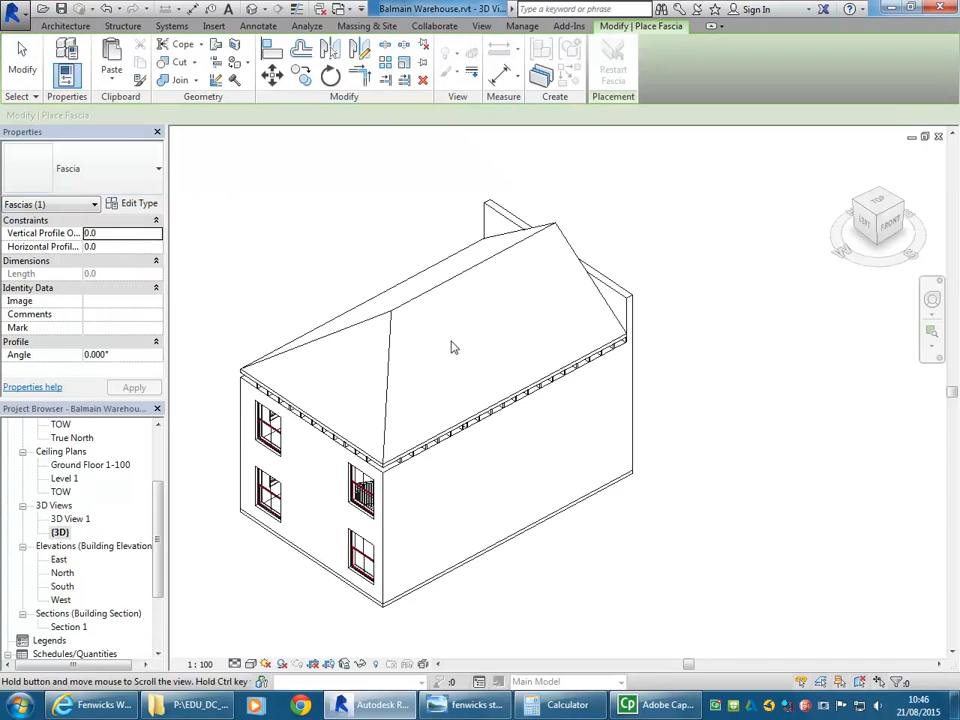 Balmain Warehouse.rvt - 3D Vi...
Type a keyword or phrase
Sign In
Architecture
Structure
Systems
Insert
Annotate
Analyze
Massing & Site
Collaborate
View
Manage
Add-Ins
Modify | Place Fascia
Modify
Paste
Cope
Cut
Join
Restart
Fascia
Select
Properties
Clipboard
Geometry
Modify
View
Measure
Create
Placement
Modify | Place Fascia
Properties
Fascia
Fascias (1)
Edit Type
Constraints
Vertical Profile O... 0.0
Horizontal Profil... 0.0
Dimensions
Length 0.0
Identity Data
Image
Comments
Mark
Profile
Angle 0.000°
Properties help
Apply
Project Browser - Balmain Warehou...
TOW
True North
Ceiling Plans
Ground Floor 1-100
Level 1
TOW
3D Views
3D View 1
{3D}
Elevations (Building Elevation
East
North
South
West
Sections (Building Section)
Section 1
Legends
Schedules/Quantities
TOP
LEFT
FRONT
W
S
1 : 100
Hold button and move mouse to Scroll the view. Hold Ctrl key
:0
Main Model
:0
Fenwicks W...
P:\EDU_DC_...
Autodesk R...
fenwicks st...
Calculator
Adobe Cap...
10:46
21/08/2015